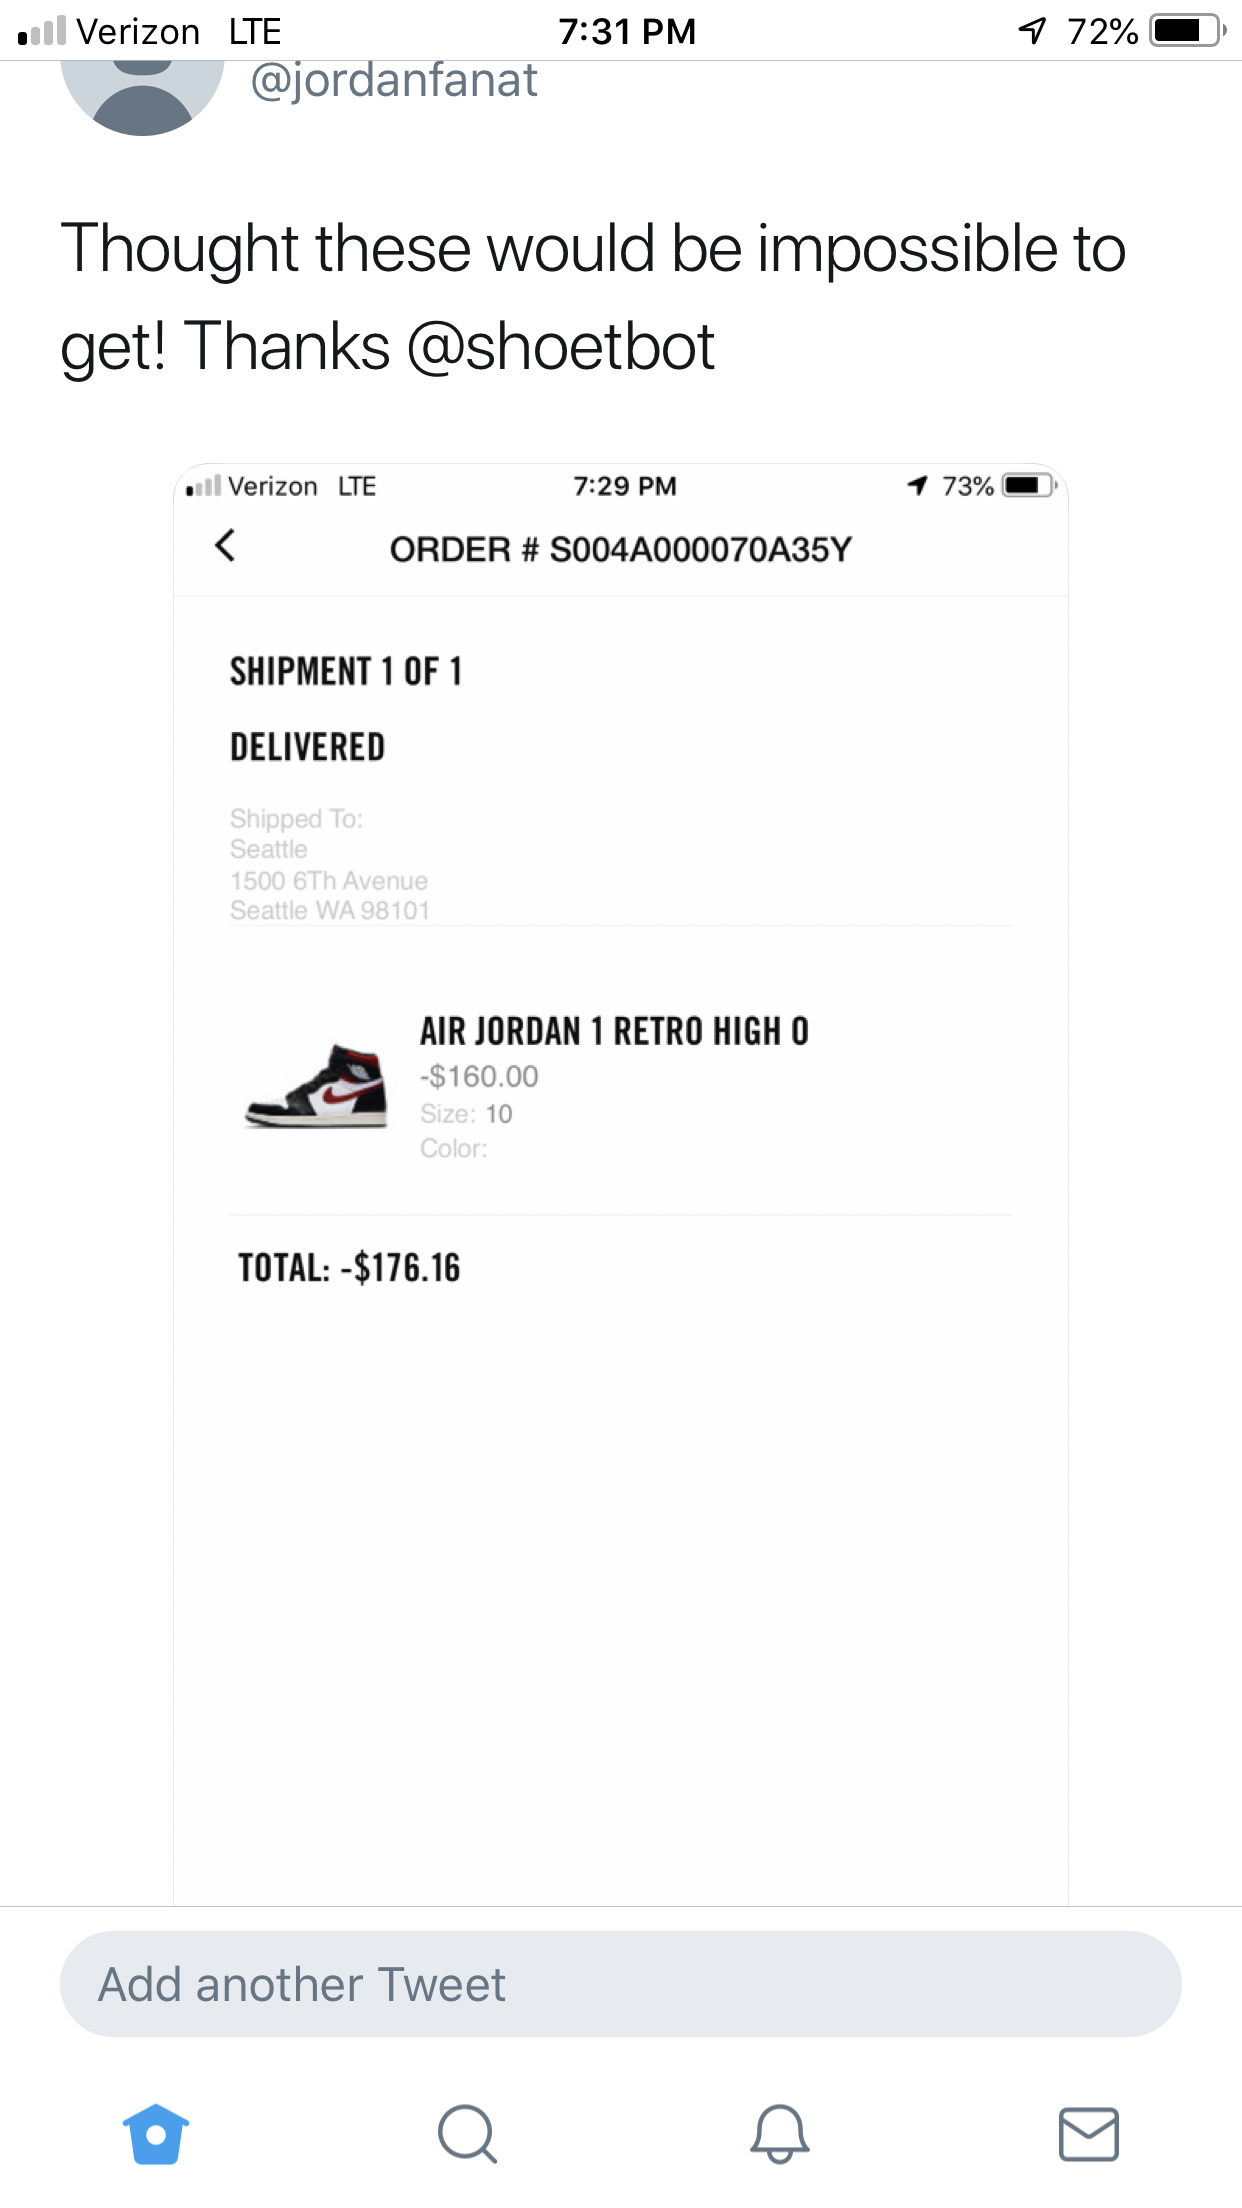 Verizon LTE 7:31 PM 72%
@jordanfanat
Thought these would be impossible to
get! Thanks @shoetbot
Verizon LTE 7:29 PM 73%
ORDER # S004A000070A35Y
SHIPMENT 1 OF 1
DELIVERED
Shipped To:
Seattle
1500 6Th Avenue
Seattle WA 98101
AIR JORDAN 1 RETRO HIGH O
-$160.00
Size: 10
Color:
TOTAL: -$176.16
Add another Tweet